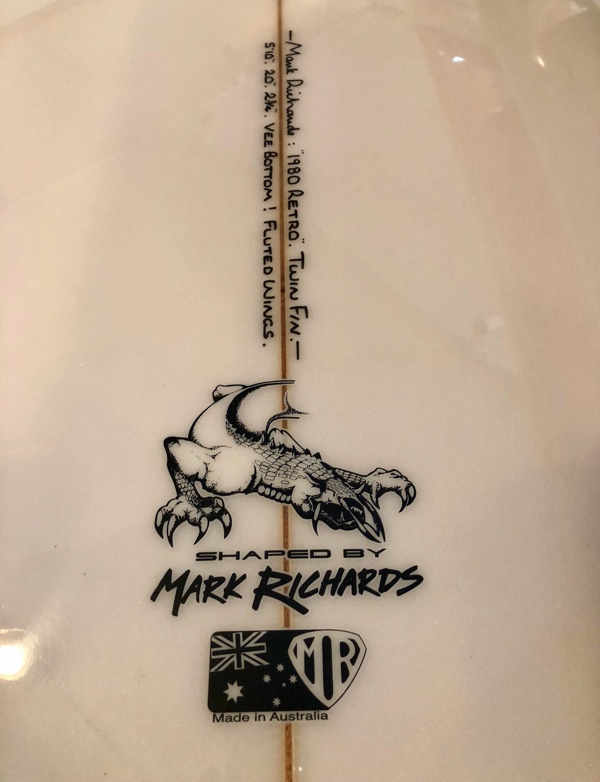 —Mark Richards: "1980 RETRO". TWIN FIN.—
5'10". 20". 2¾". VEE BOTTOM! FLUTED WINGS.
SHAPED BY
MARK RICHARDS
MR
Made in Australia